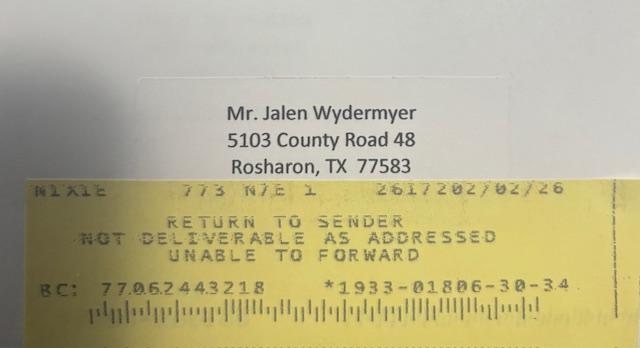 Mr. Jalen Wydermyer
5103 County Road 48
Rosharon, TX 77583
NIXIE 773 N7E 1 2617202/02/26
RETURN TO SENDER
NOT DELIVERABLE AS ADDRESSED
UNABLE TO FORWARD
BC: 77062443218 *1933-01806-30-34